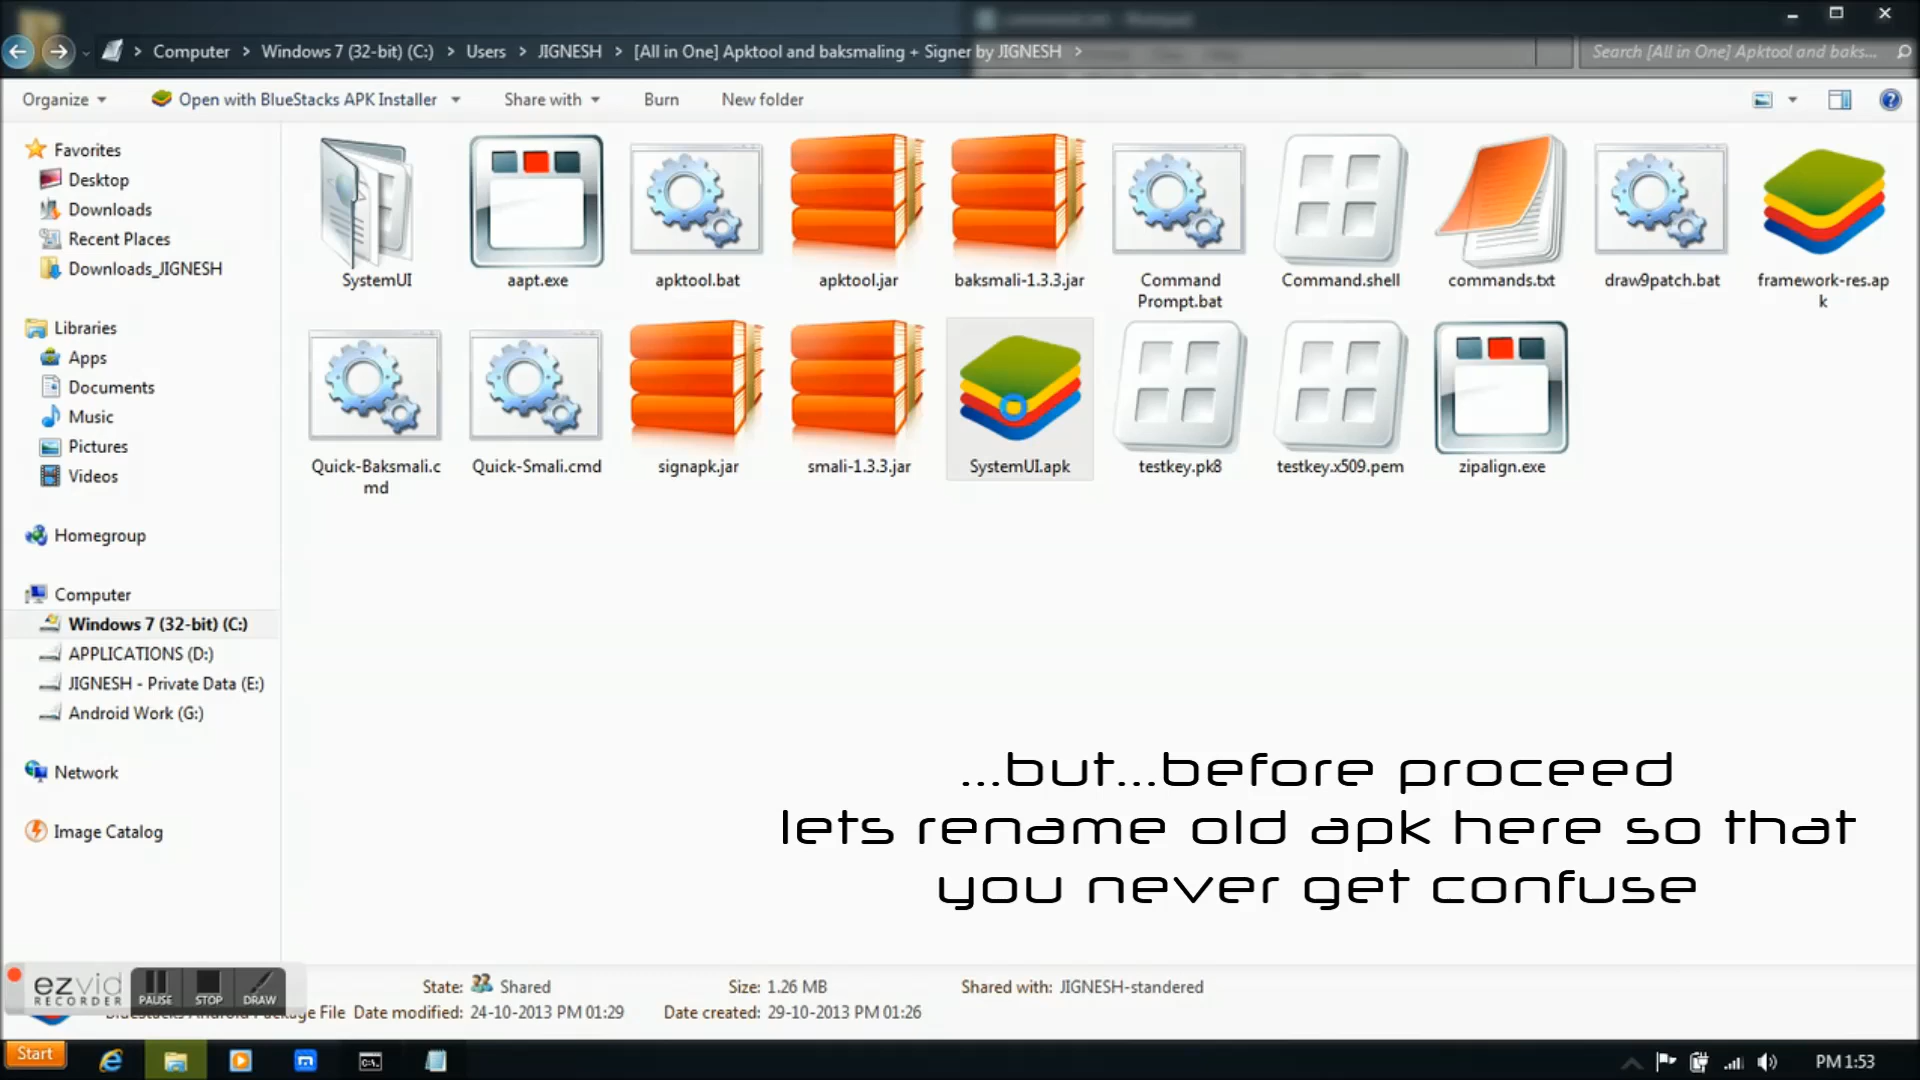 Computer > Windows 7 (32-bit) (C:) > Users > JIGNESH > [All in One] Apktool and baksmaling + Signer by JIGNESH >
Search [All in One] Apktool and baks...
Organize
Open with BlueStacks APK Installer
Share with
Burn
New folder
Favorites
Desktop
Downloads
Recent Places
Downloads_JIGNESH
Libraries
Apps
Documents
Music
Pictures
Videos
Homegroup
Computer
Windows 7 (32-bit) (C:)
APPLICATIONS (D:)
JIGNESH - Private Data (E:)
Android Work (G:)
Network
Image Catalog
SystemUI
aapt.exe
apktool.bat
apktool.jar
baksmali-1.3.3.jar
Command
Prompt.bat
Command.shell
commands.txt
draw9patch.bat
framework-res.ap
k
Quick-Baksmali.c
md
Quick-Smali.cmd
signapk.jar
smali-1.3.3.jar
SystemUI.apk
testkey.pk8
testkey.x509.pem
zipalign.exe
...but...before proceed
lets rename old apk here so that
you never get confuse
ezvid
RECORDER
PAUSE
STOP
DRAW
State: Shared
Size: 1.26 MB
Shared with: JIGNESH-standered
BlueStacks Android Package File
Date modified: 24-10-2013 PM 01:29
Date created: 29-10-2013 PM 01:26
Start
PM 1:53